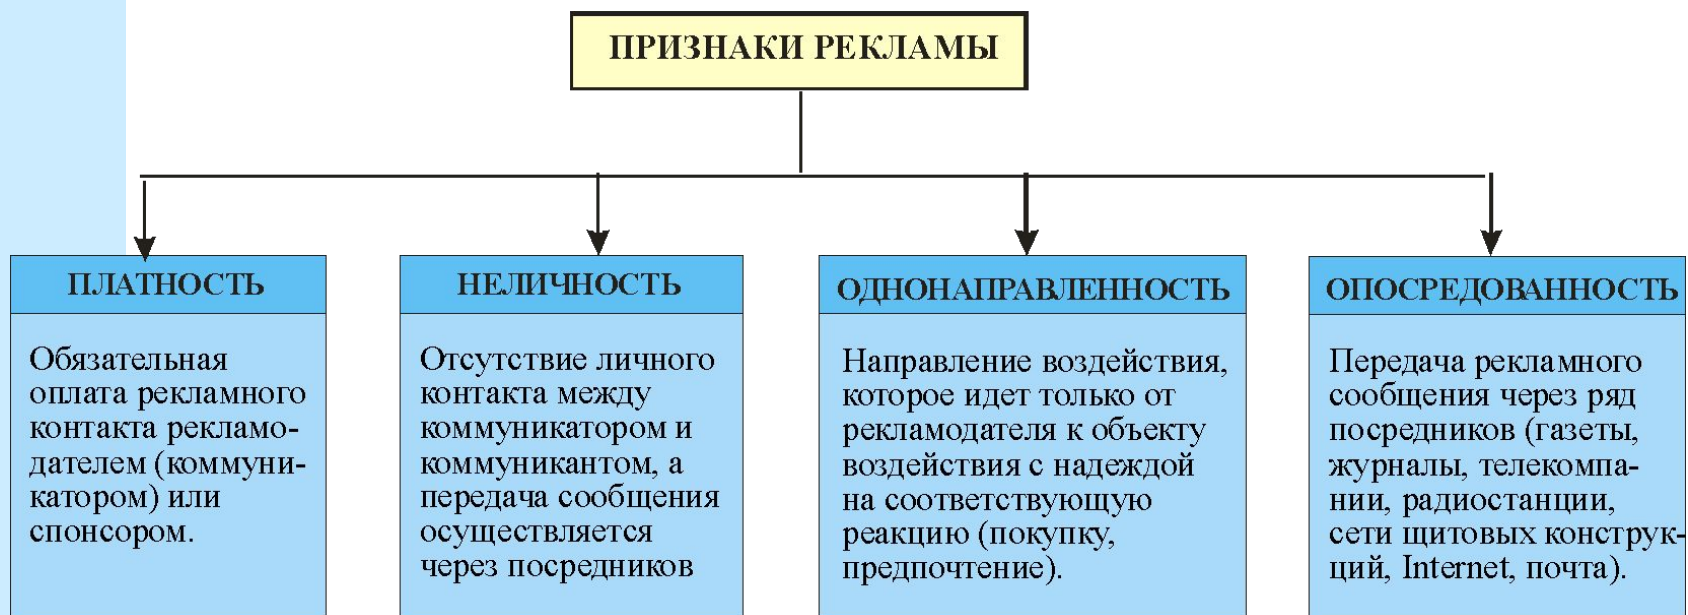 ПРИЗНАКИ РЕКЛАМЫ
ПЛАТНОСТЬ
Обязательная
оплата рекламного
контакта рекламо-
дателем (коммуни-
катором) или
спонсором.
НЕЛИЧНОСТЬ
Отсутствие личного
контакта между
коммуникатором и
коммуникантом, а
передача сообщения
осуществляется
через посредников
ОДНОНАПРАВЛЕННОСТЬ
Направление воздействия,
которое идет только от
рекламодателя к объекту
воздействия с надеждой
на соответствующую
реакцию (покупку,
предпочтение).
ОПОСРЕДОВАННОСТЬ
Передача рекламного
сообщения через ряд
посредников (газеты,
журналы, телекомпа-
нии, радиостанции,
сети щитовых конструк-
ций, Internet, почта).